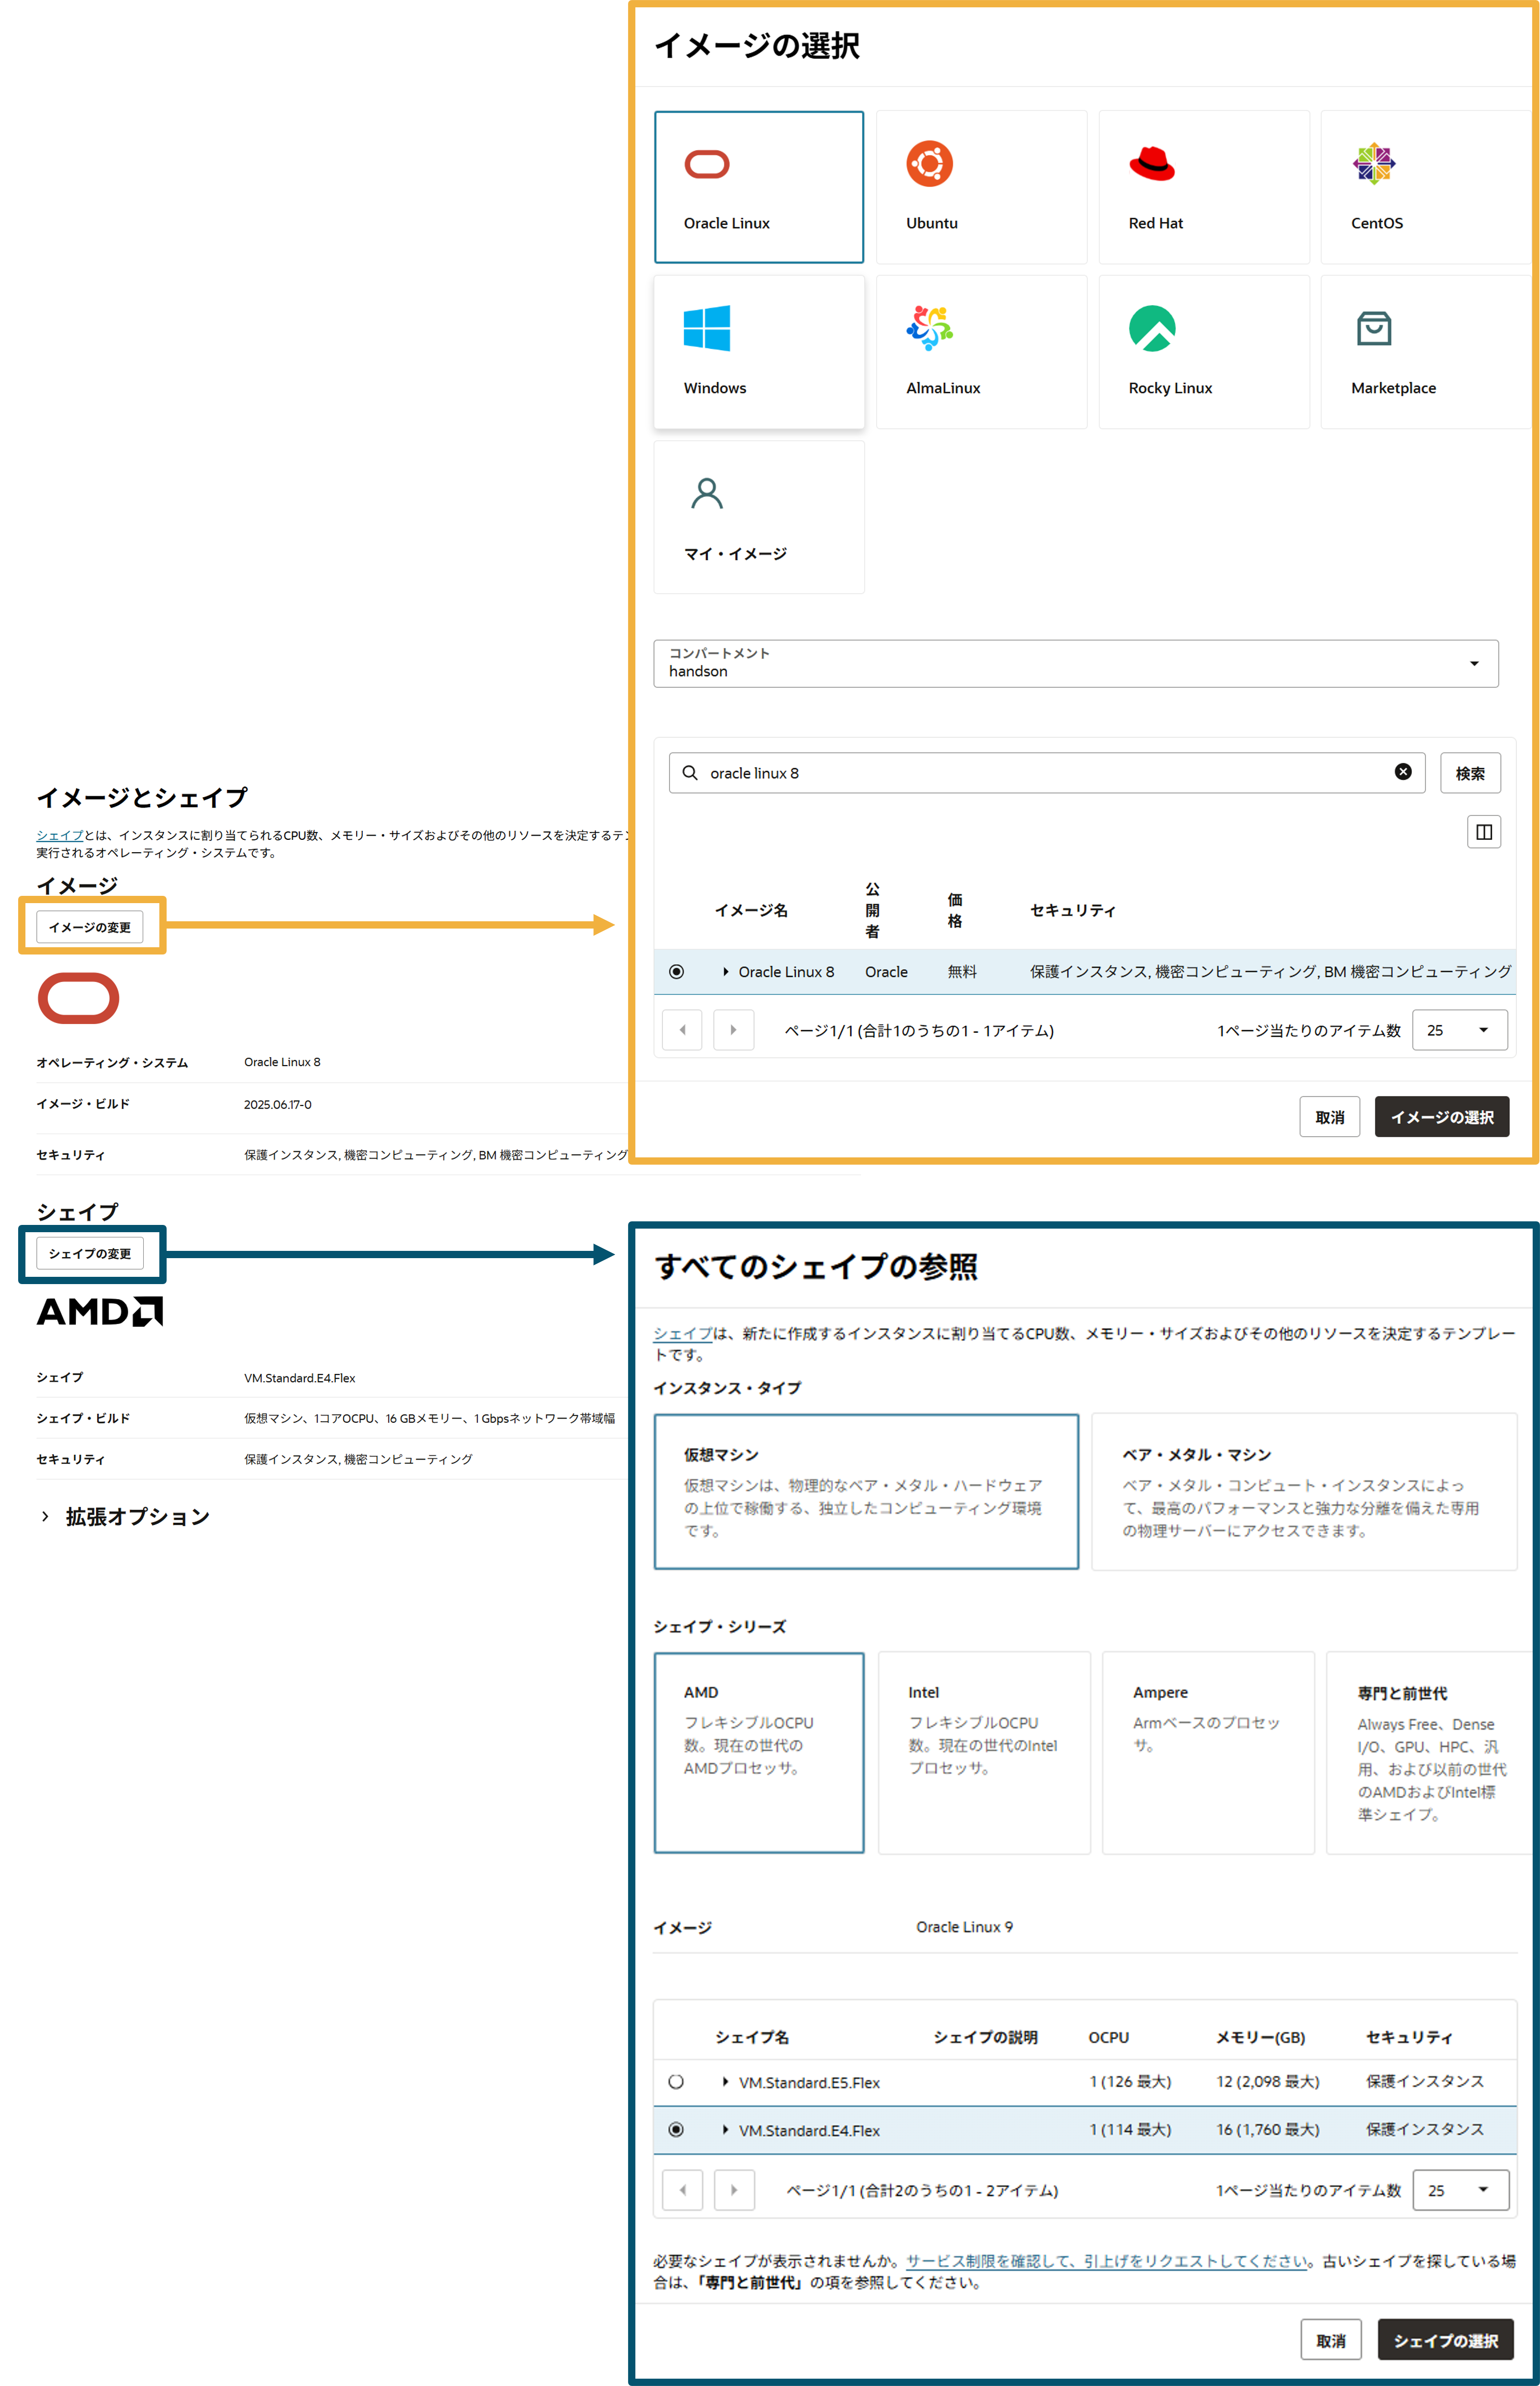 イメージとシェイプ
シェイプとは、インスタンスに割り当てられるCPU数、メモリー・サイズおよびその他のリソースを決定するテン
実行されるオペレーティング・システムです。
イメージ
イメージの変更
オペレーティング・システム Oracle Linux 8
イメージ・ビルド 2025.06.17-0
セキュリティ 保護インスタンス, 機密コンピューティング, BM 機密コンピューティング
シェイプ
シェイプの変更
AMD
シェイプ VM.Standard.E4.Flex
シェイプ・ビルド 仮想マシン、1コアOCPU、16 GBメモリー、1 Gbpsネットワーク帯域幅
セキュリティ 保護インスタンス, 機密コンピューティング
拡張オプション
イメージの選択
Oracle Linux Ubuntu Red Hat CentOS
Windows AlmaLinux Rocky Linux Marketplace
マイ・イメージ
コンパートメント
handson
oracle linux 8 検索
イメージ名 公開者 価格 セキュリティ
Oracle Linux 8 Oracle 無料 保護インスタンス, 機密コンピューティング, BM 機密コンピューティング
ページ1/1 (合計1のうちの1 - 1アイテム) 1ページ当たりのアイテム数 25
取消 イメージの選択
すべてのシェイプの参照
シェイプは、新たに作成するインスタンスに割り当てるCPU数、メモリー・サイズおよびその他のリソースを決定するテンプレー
トです。
インスタンス・タイプ
仮想マシン
仮想マシンは、物理的なベア・メタル・ハードウェア
の上位で稼働する、独立したコンピューティング環境
です。
ベア・メタル・マシン
ベア・メタル・コンピュート・インスタンスによっ
て、最高のパフォーマンスと強力な分離を備えた専用
の物理サーバーにアクセスできます。
シェイプ・シリーズ
AMD
フレキシブルOCPU
数。現在の世代の
AMDプロセッサ。
Intel
フレキシブルOCPU
数。現在の世代のIntel
プロセッサ。
Ampere
Armベースのプロセッ
サ。
専門と前世代
Always Free、Dense
I/O、GPU、HPC、汎
用、および以前の世代
のAMDおよびIntel標
準シェイプ。
イメージ Oracle Linux 9
シェイプ名 シェイプの説明 OCPU メモリー(GB) セキュリティ
VM.Standard.E5.Flex 1 (126 最大) 12 (2,098 最大) 保護インスタンス
VM.Standard.E4.Flex 1 (114 最大) 16 (1,760 最大) 保護インスタンス
ページ1/1 (合計2のうちの1 - 2アイテム) 1ページ当たりのアイテム数 25
必要なシェイプが表示されませんか。サービス制限を確認して、引上げをリクエストしてください。古いシェイプを探している場
合は、「専門と前世代」の項を参照してください。
取消 シェイプの選択